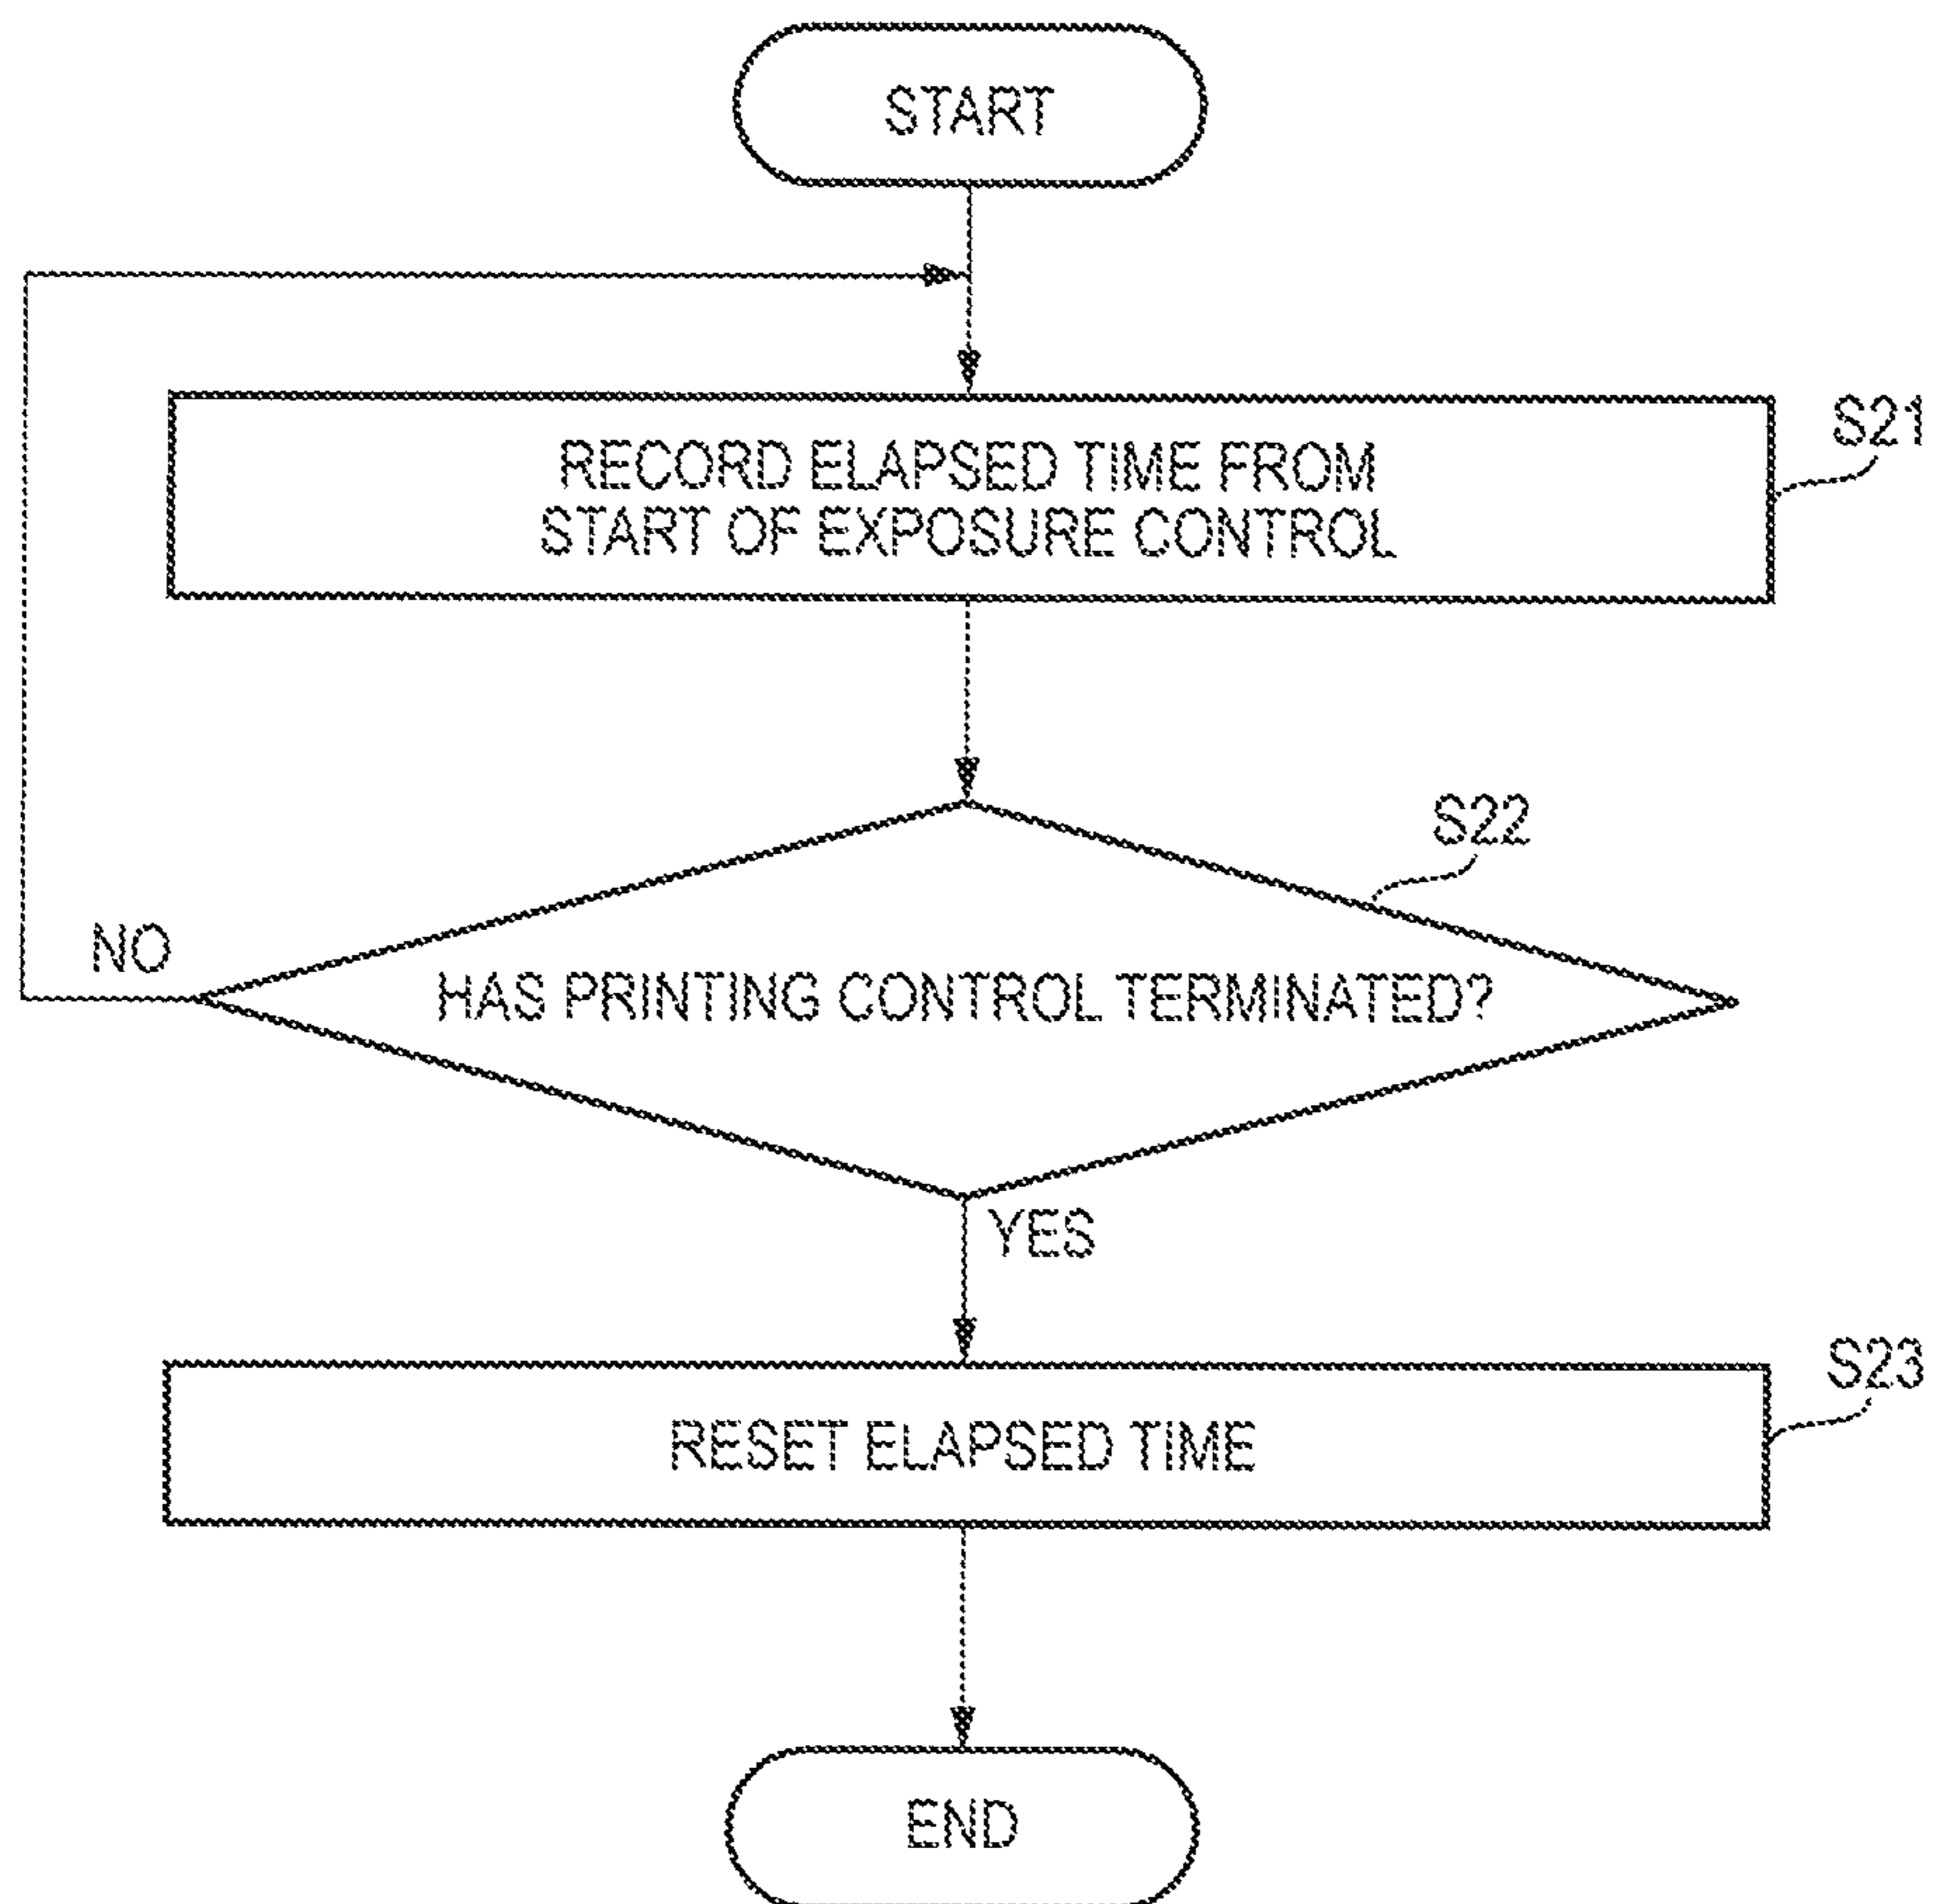 START
RECORD ELAPSED TIME FROM
START OF EXPOSURE CONTROL
S21
S22
NO
HAS PRINTING CONTROL TERMINATED?
YES
S23
RESET ELAPSED TIME
END